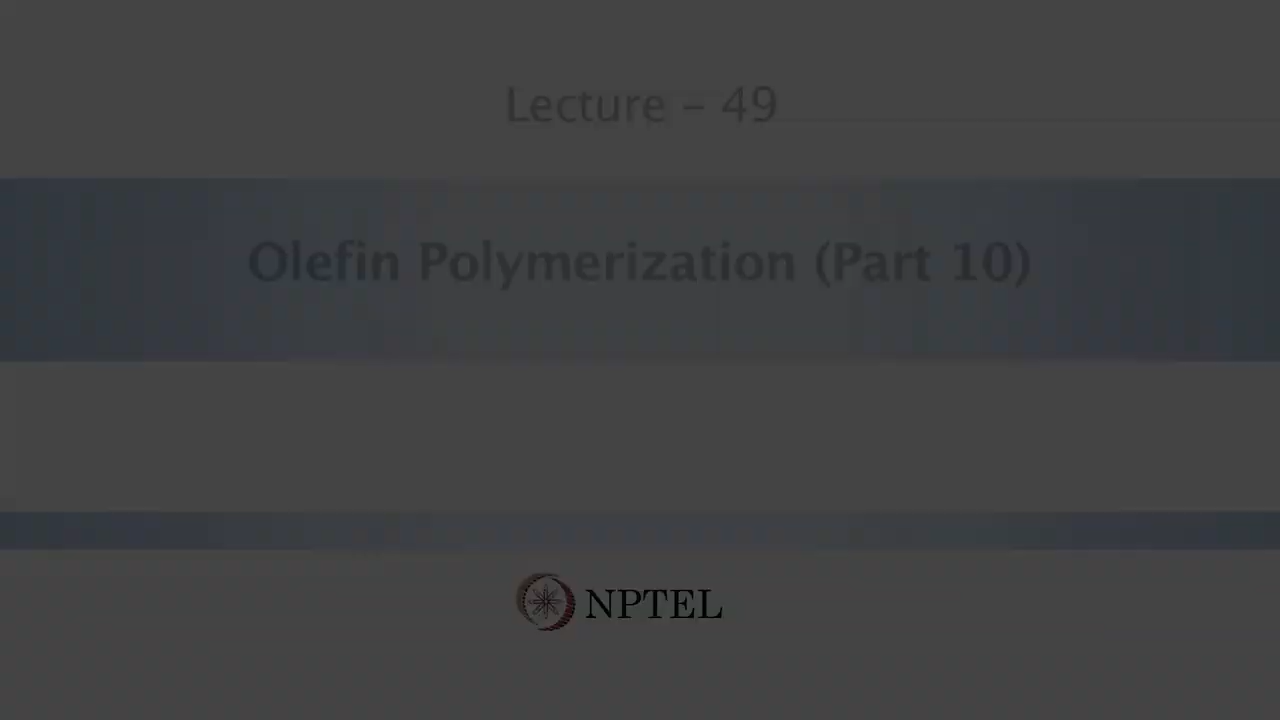 Lecture – 49
Olefin Polymerization (Part 10)
NPTEL